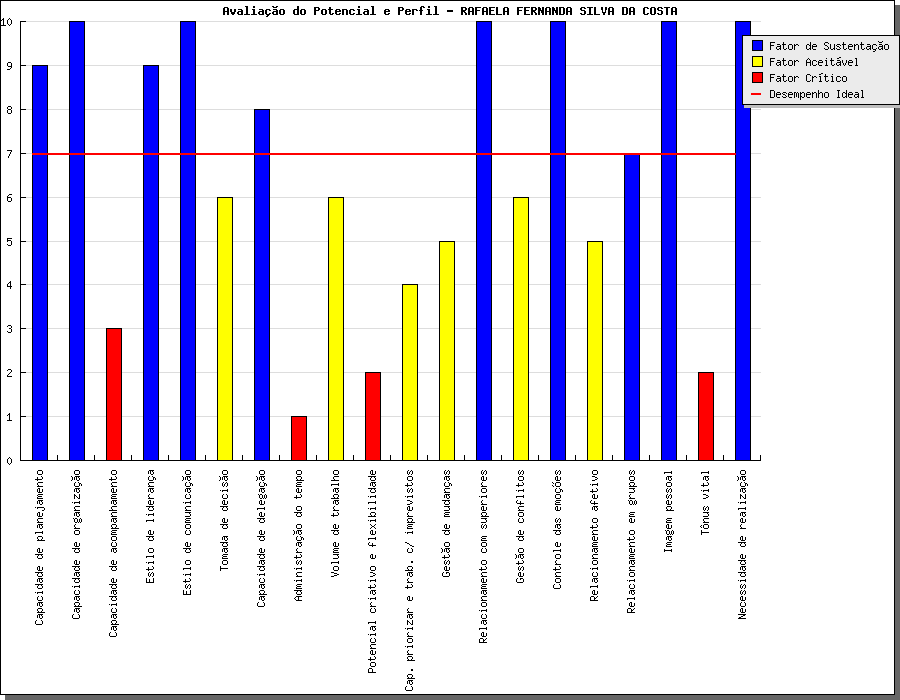 Avaliação do Potencial e Perfil - RAFAELA FERNANDA SILVA DA COSTA
Fator de Sustentação
Fator Aceitável
Fator Crítico
Desempenho Ideal
10
9
8
7
6
5
4
3
2
1
0
Capacidade de planejamento
Capacidade de organização
Capacidade de acompanhamento
Estilo de liderança
Estilo de comunicação
Tomada de decisão
Capacidade de delegação
Administração do tempo
Volume de trabalho
Potencial criativo e flexibilidade
Cap. priorizar e trab. c/ imprevistos
Gestão de mudanças
Relacionamento com superiores
Gestão de conflitos
Controle das emoções
Relacionamento afetivo
Relacionamento em grupos
Imagem pessoal
Tônus vital
Necessidade de realização